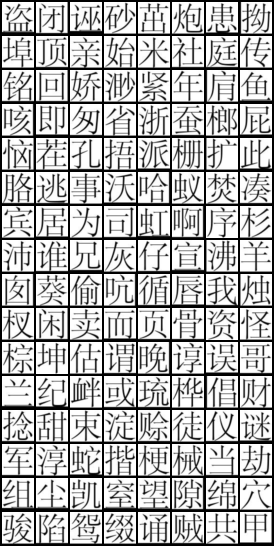 盗闭诬砂茁炮患拗
埠顶亲始米社庭传
铭回娇渺紧年肩鱼
咳即匆省浙蚕榔屁
恼茬孔捂派栅扩此
胳逃事沃哈蚁焚凑
宾居为司虹啊序杉
沛谁兄灰仔宣沸羊
囱葵偷吭循唇我烛
杈闲卖而页骨资怪
棕坤估谓晚谆误哥
兰纪衅或琉桦倡财
捻甜束淀赊徒仪谜
军淳蛇揩梗械当劫
组尘凯窒望隙绵穴
骏陷鸳缀诵贼共甲